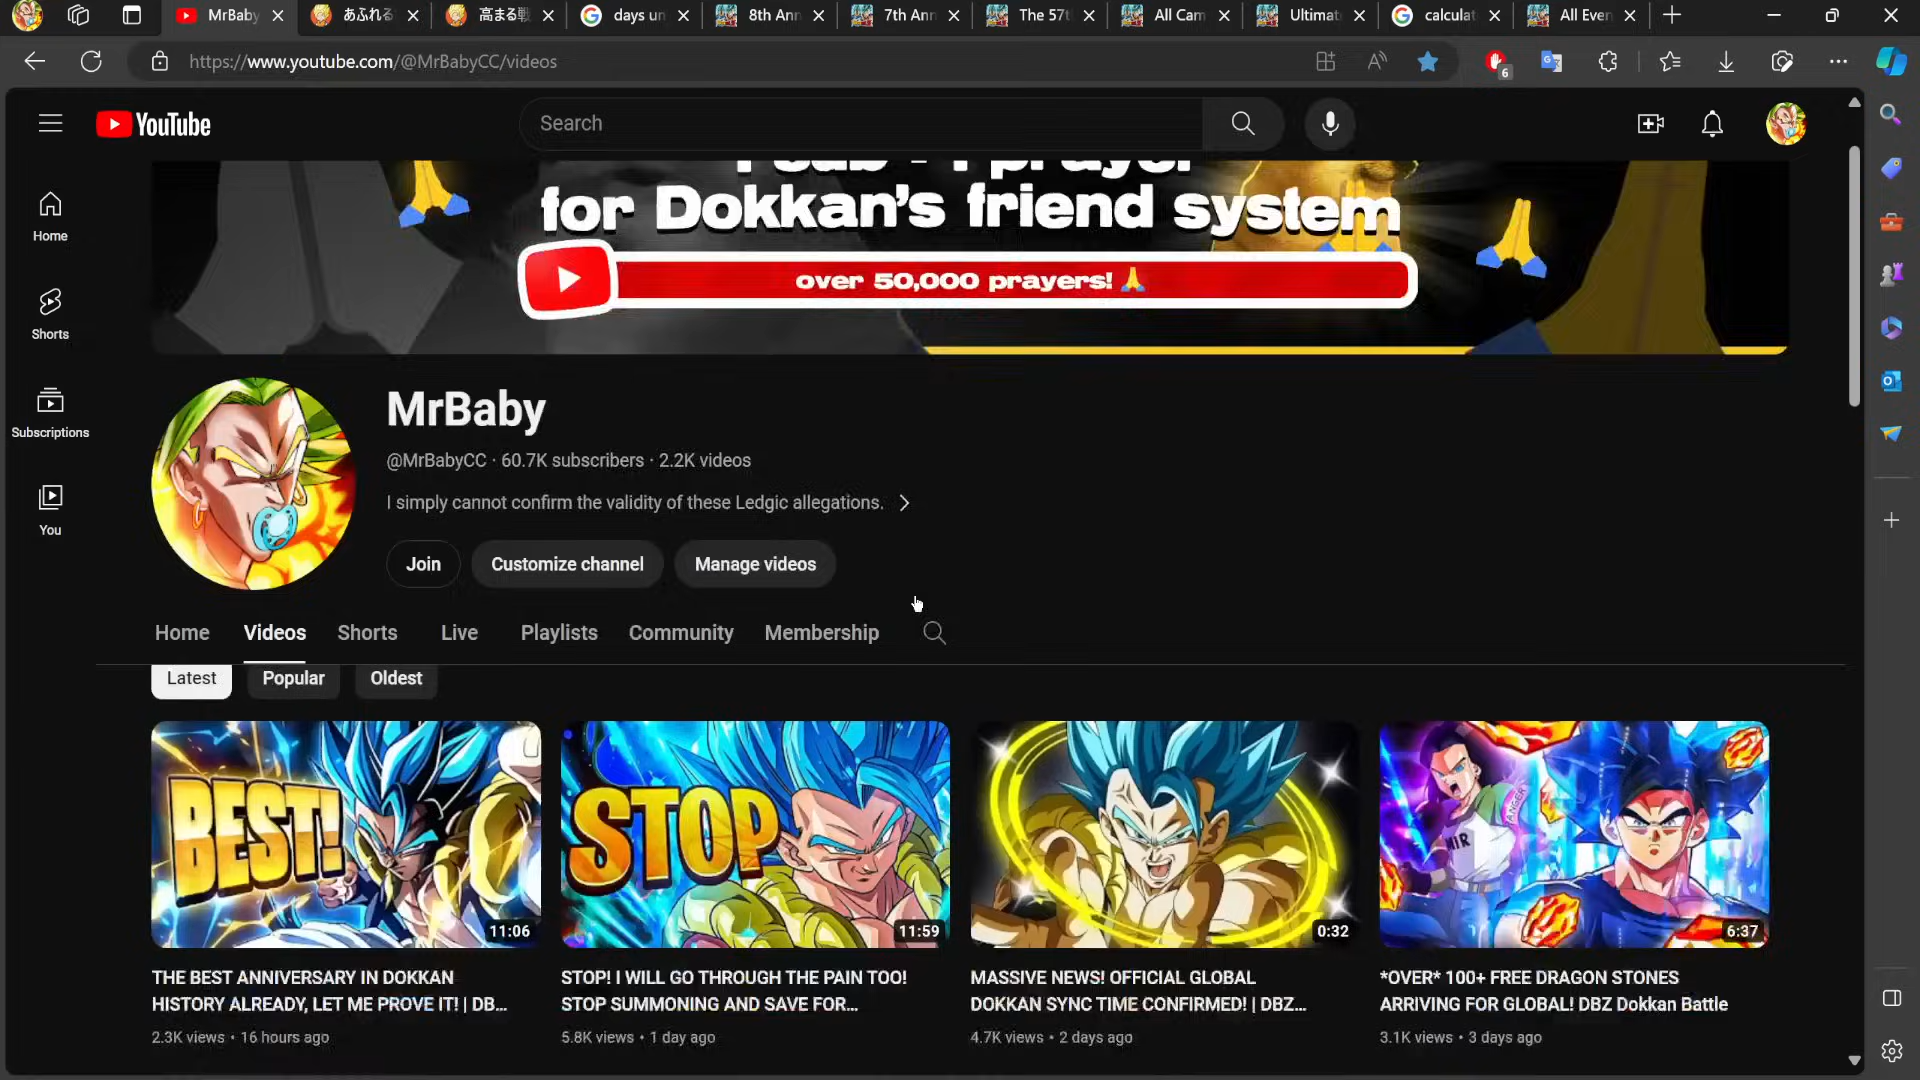 MrBaby
あふれる
高まる戦
days un
8th Ann
7th Ann
The 57t
All Cam
Ultimat
calculat
All Even
https://www.youtube.com/@MrBabyCC/videos
6
YouTube
Search
1 sub = 1 prayer
for Dokkan's friend system
over 50,000 prayers!🙏
Home
Shorts
Subscriptions
You
MrBaby
@MrBabyCC · 60.7K subscribers · 2.2K videos
I simply cannot confirm the validity of these Ledgic allegations.
Join
Customize channel
Manage videos
Home
Videos
Shorts
Live
Playlists
Community
Membership
Latest
Popular
Oldest
BEST!
11:06
STOP
11:59
0:32
MIR
RANGER
6:37
THE BEST ANNIVERSARY IN DOKKAN
HISTORY ALREADY, LET ME PROVE IT! | DB...
2.3K views · 16 hours ago
STOP! I WILL GO THROUGH THE PAIN TOO!
STOP SUMMONING AND SAVE FOR...
5.8K views · 1 day ago
MASSIVE NEWS! OFFICIAL GLOBAL
DOKKAN SYNC TIME CONFIRMED! | DBZ...
4.7K views · 2 days ago
*OVER* 100+ FREE DRAGON STONES
ARRIVING FOR GLOBAL! DBZ Dokkan Battle
3.1K views · 3 days ago